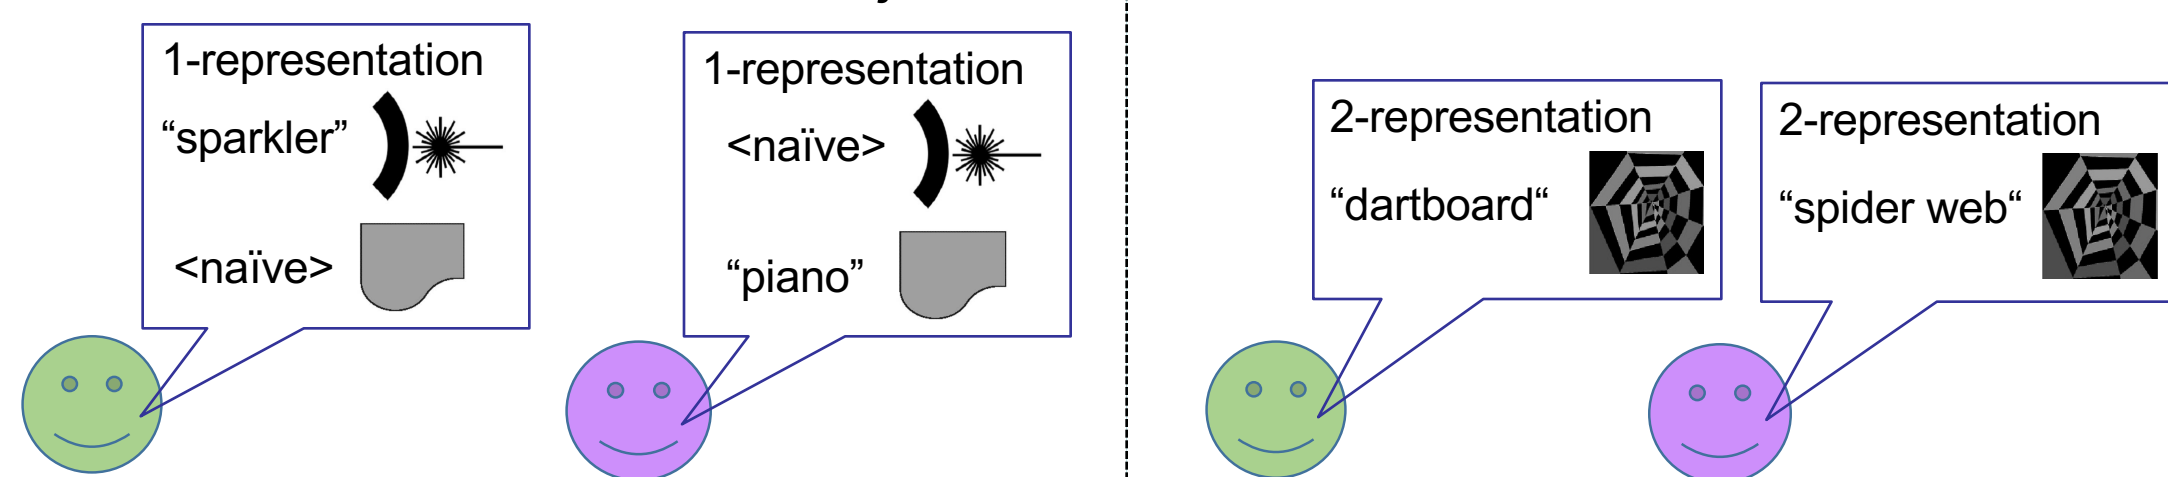 1-representation
“sparkler”
<naïve>
1-representation
<naïve>
“piano”
2-representation
“dartboard“
2-representation
“spider web“